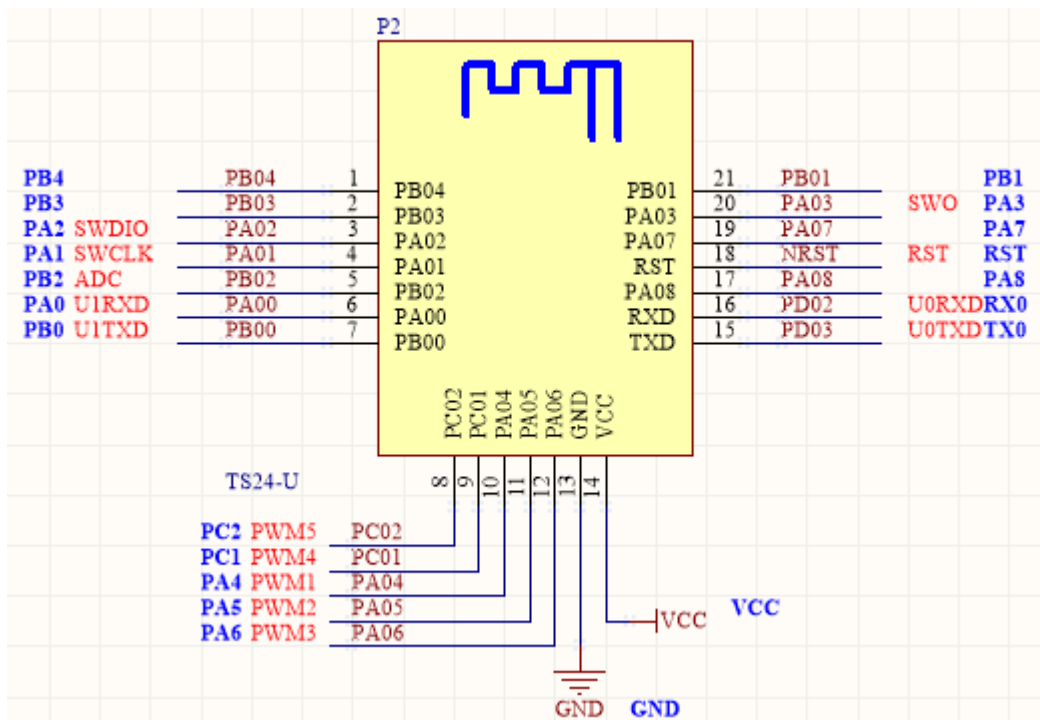 P2
PB4 PB04 1 PB04 PB01 21 PB01 PB1
PB3 PB03 2 PB03 PA03 20 PA03 SWO PA3
PA2 SWDIO PA02 3 PA02 PA07 19 PA07 PA7
PA1 SWCLK PA01 4 PA01 RST 18 NRST RST RST
PB2 ADC PB02 5 PB02 PA08 17 PA08 PA8
PA0 U1RXD PA00 6 PA00 RXD 16 PD02 U0RXD RX0
PB0 U1TXD PB00 7 PB00 TXD 15 PD03 U0TXD TX0
PC02 PC01 PA04 PA05 PA06 GND VCC
TS24-U 8 9 10 11 12 13 14
PC2 PWM5 PC02
PC1 PWM4 PC01
PA4 PWM1 PA04
PA5 PWM2 PA05 VCC VCC
PA6 PWM3 PA06
GND GND